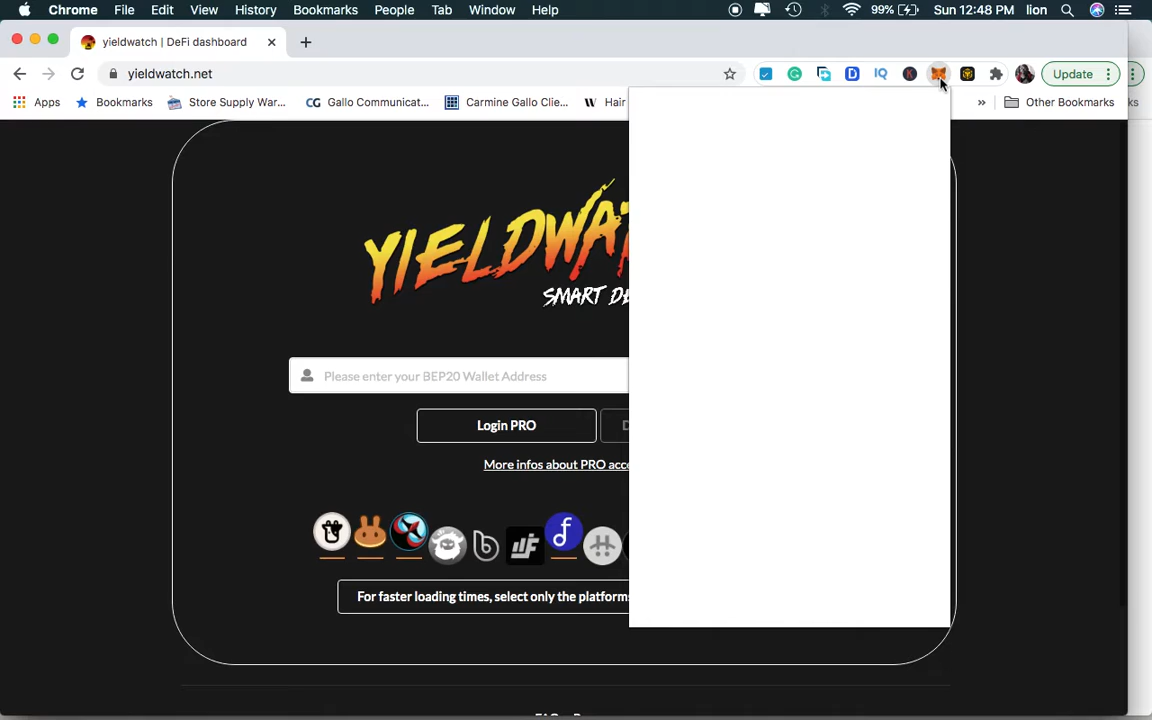 Chrome File Edit View History Bookmarks People Tab Window Help 99% Sun 12:48 PM lion
yieldwatch | DeFi dashboard
yieldwatch.net Update
Apps Bookmarks Store Supply War... Gallo Communicat... Carmine Gallo Clie... Hair » Other Bookmarks ks
YIELDWA
SMART DE
Please enter your BEP20 Wallet Address
Login PRO D
More infos about PRO acce
For faster loading times, select only the platforms